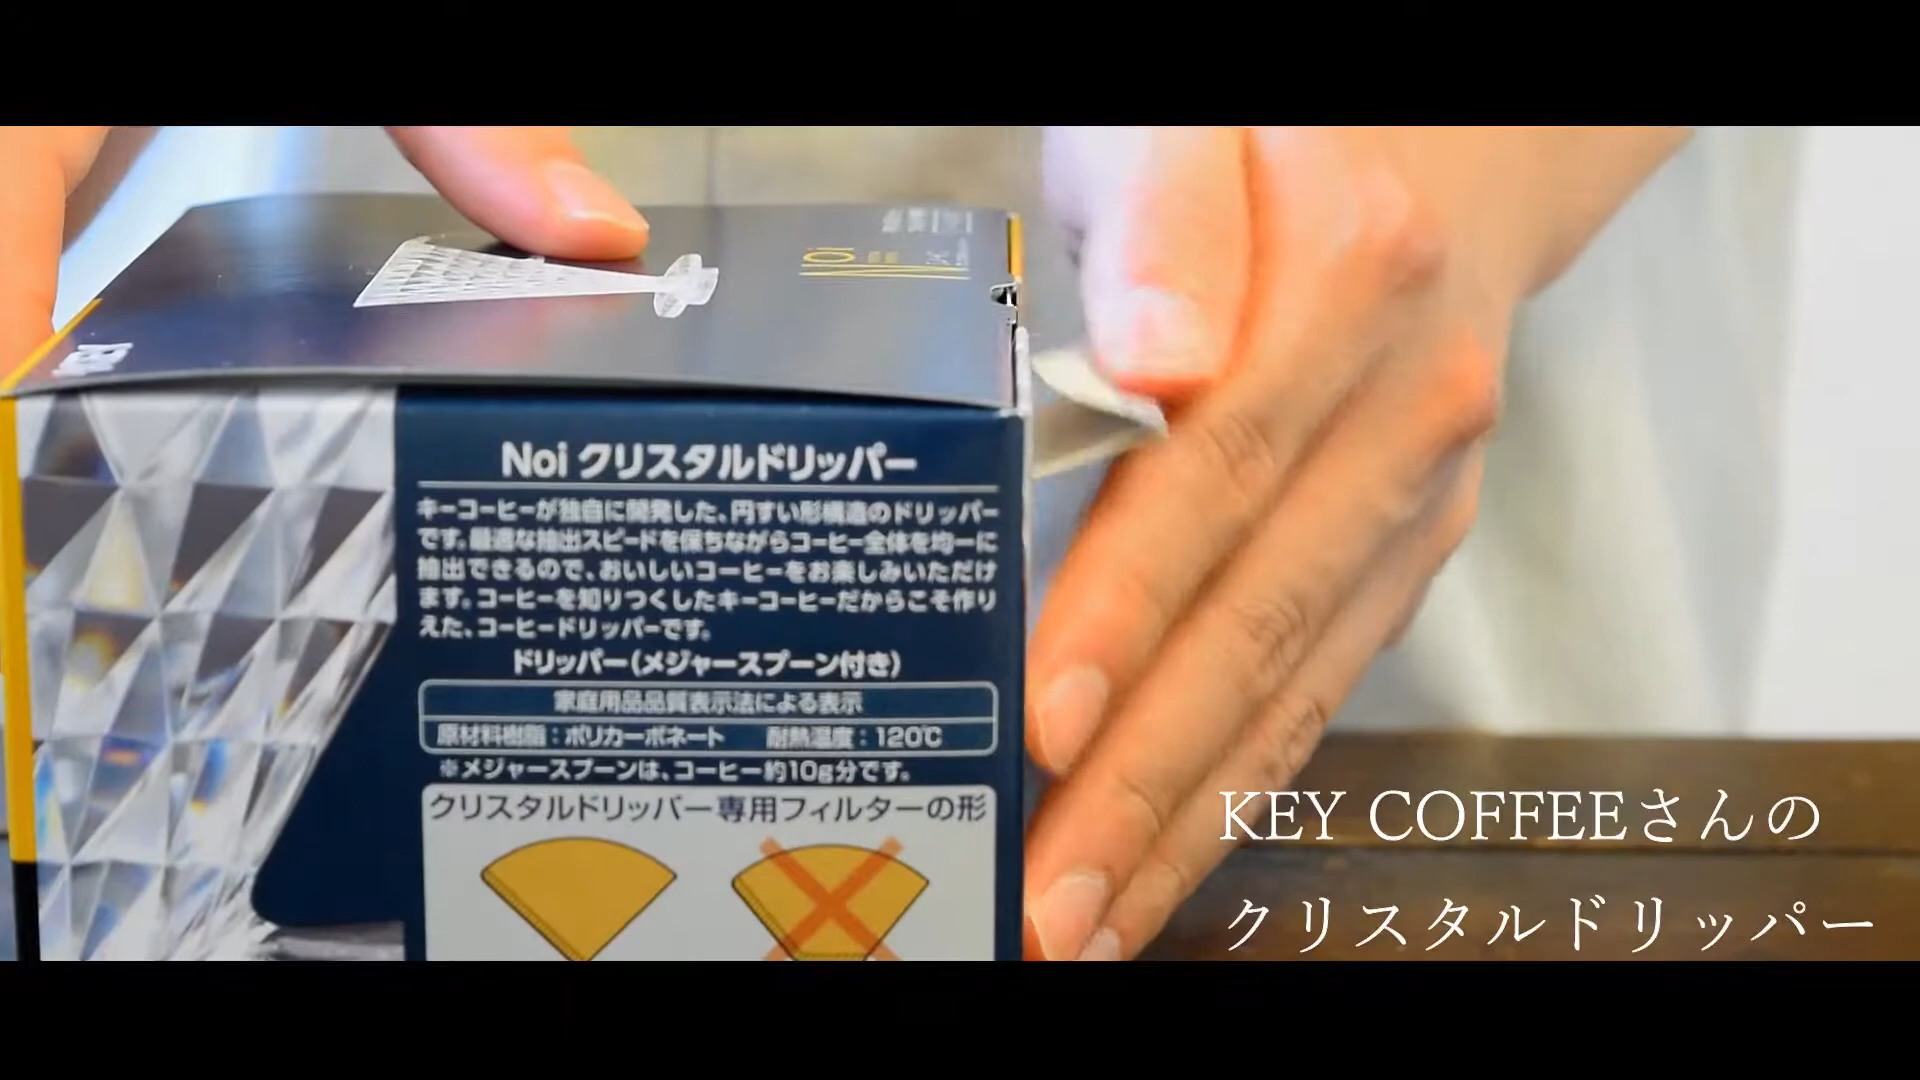 Noi
Noi クリスタルドリッパー
キーコーヒーが独自に開発した、円すい形構造のドリッパー
です。最適な抽出スピードを保ちながらコーヒー全体を均一に
抽出できるので、おいしいコーヒーをお楽しみいただけ
ます。コーヒーを知りつくしたキーコーヒーだからこそ作り
えた、コーヒードリッパーです。
ドリッパー(メジャースプーン付き)
家庭用品品質表示法による表示
原材料樹脂:ポリカーボネート 耐熱温度:120℃
※メジャースプーンは、コーヒー約10g分です。
クリスタルドリッパー専用フィルターの形
KEY COFFEEさんの
クリスタルドリッパー